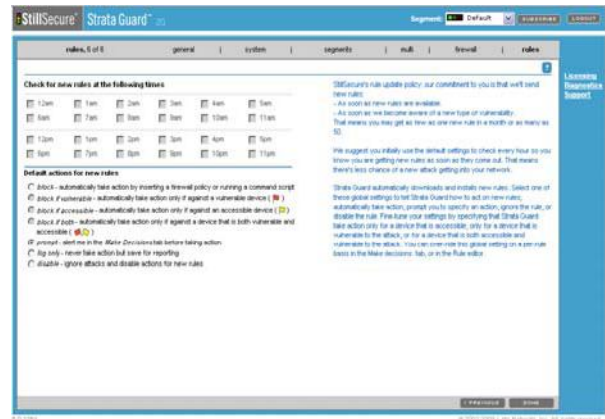 StillSecure® Strata Guard™
Segment: Default SUBSCRIBE LOGOUT
rules, 6 of 6 general | system | segments | multi | firewall | rules
Licensing
Diagnostics
Support
Check for new rules at the following times
12am 1am 2am 3am 4am 5am
6am 7am 8am 9am 10am 11am
12pm 1pm 2pm 3pm 4pm 5pm
6pm 7pm 8pm 9pm 10pm 11pm
Default actions for new rules
block - automatically take action by inserting a firewall policy or running a command script
block if vulnerable - automatically take action only if against a vulnerable device ( )
block if accessible - automatically take action only if against an accessible device ( )
block if both - automatically take action only if against a device that is both vulnerable and
accessible ( )
prompt - alert me in the Make Decisions tab before taking action
log only - never take action but save for reporting
disable - ignore attacks and disable actions for new rules
StillSecure's rule update policy: our commitment to you is that we'll send
new rules:
- As soon as new rules are available.
- As soon as we become aware of a new type of vulnerability.
That means you may get as few as one new rule in a month or as many as
50.
We suggest you initially use the default settings to check every hour so you
know you are getting new rules as soon as they come out. That means
there's less chance of a new attack getting into your network.
Strata Guard automatically downloads and installs new rules. Select one of
these global settings to tell Strata Guard how to act on new rules;
automatically take action, prompt you to specify an action, ignore the rule, or
disable the rule. Fine-tune your settings by specifying that Strata Guard
take action only for a device that is accessible, only for a device that is
vulnerable to the attack, or for a device that is both accessible and
vulnerable to the attack. You can over-ride this global setting on a per-rule
basis in the Make decisions tab, or in the Rule editor.
PREVIOUS DONE